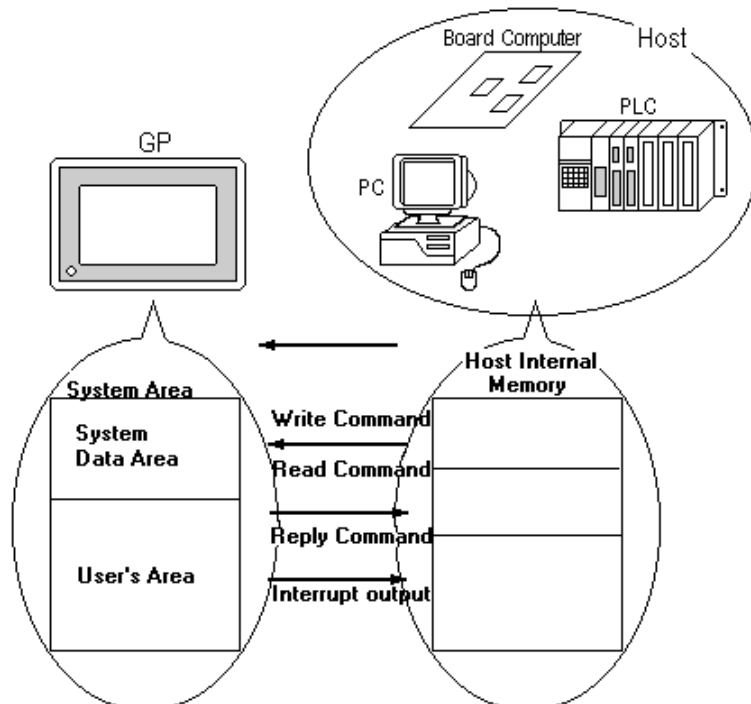 Board Computer
Host
PLC
GP
PC
Host Internal
Memory
System Area
System
Data Area
Write Command
Read Command
Reply Command
User's Area
Interrupt output